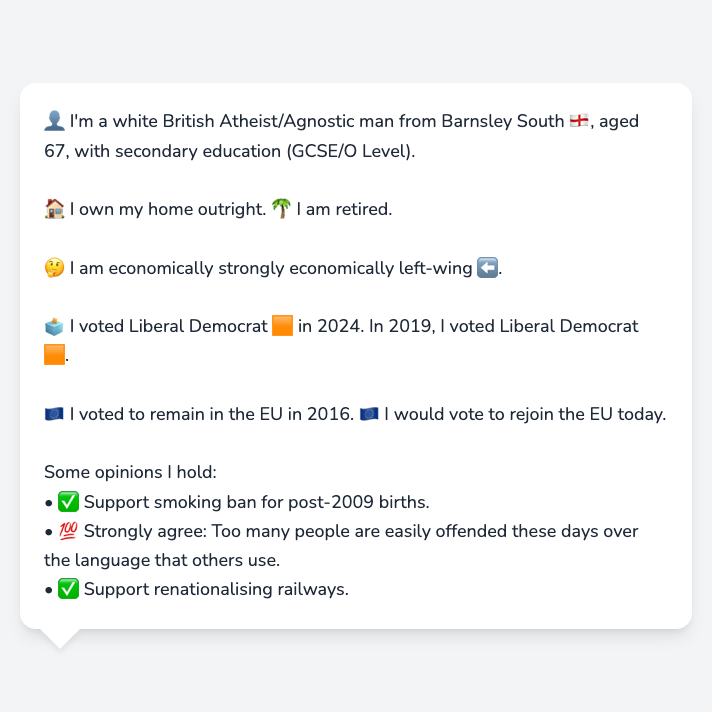 👤 I'm a white British Atheist/Agnostic man from Barnsley South 🏴󠁧󠁢󠁥󠁮󠁧󠁿, aged
67, with secondary education (GCSE/O Level).
🏠 I own my home outright. 🌴 I am retired.
🤔 I am economically strongly economically left-wing ⬅️.
🗳️ I voted Liberal Democrat 🟧 in 2024. In 2019, I voted Liberal Democrat
🟧.
🇪🇺 I voted to remain in the EU in 2016. 🇪🇺 I would vote to rejoin the EU today.
Some opinions I hold:
• ✅ Support smoking ban for post-2009 births.
• 💯 Strongly agree: Too many people are easily offended these days over
the language that others use.
• ✅ Support renationalising railways.